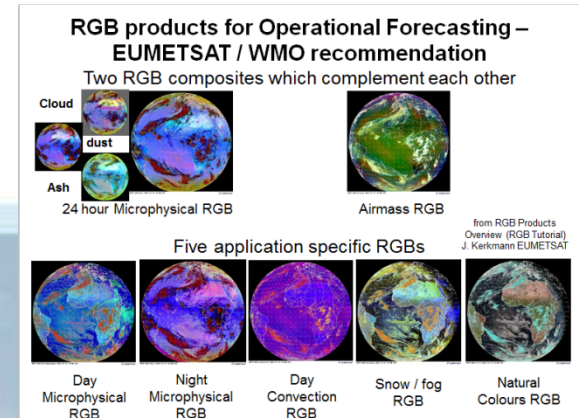 RGB products for Operational Forecasting –
EUMETSAT / WMO recommendation
Two RGB composites which complement each other
Cloud
dust
Ash
24 hour Microphysical RGB
Airmass RGB
from RGB Products
Overview (RGB Tutorial)
J. Kerkmann EUMETSAT
Five application specific RGBs
Day
Microphysical
RGB
Night
Microphysical
RGB
Day
Convection
RGB
Snow / fog
RGB
Natural
Colours RGB